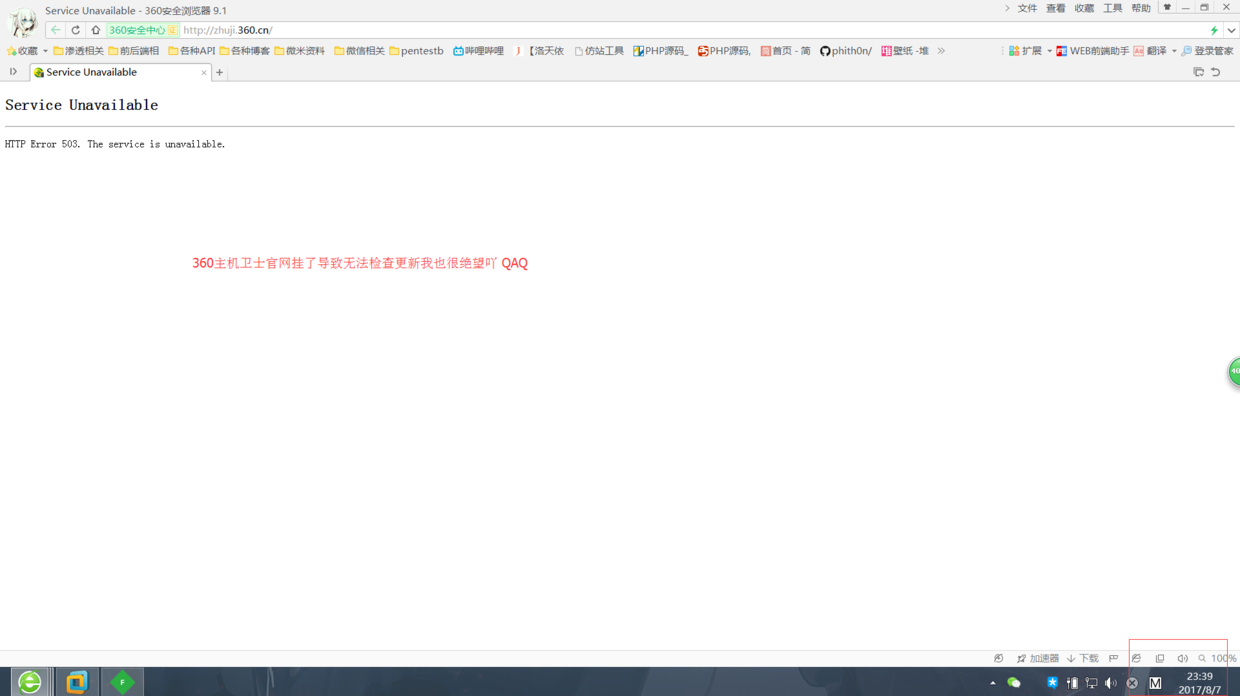 Service Unavailable - 360安全浏览器 9.1
文件 查看 收藏 工具 帮助
360安全中心 http://zhuji.360.cn/
收藏 渗透相关 前后端相 各种API 各种博客 微米资料 微信相关 pentestb 哔哩哔哩 【洛天依 仿站工具 PHP源码_ PHP源码, 首页 - 简 phith0n/ 壁纸 -堆 » 扩展 WEB前端助手 翻译 登录管家
Service Unavailable
Service Unavailable
HTTP Error 503. The service is unavailable.
360主机卫士官网挂了导致无法检查更新我也很绝望吖 QAQ
40
加速器 下载 100%
23:39
2017/8/7